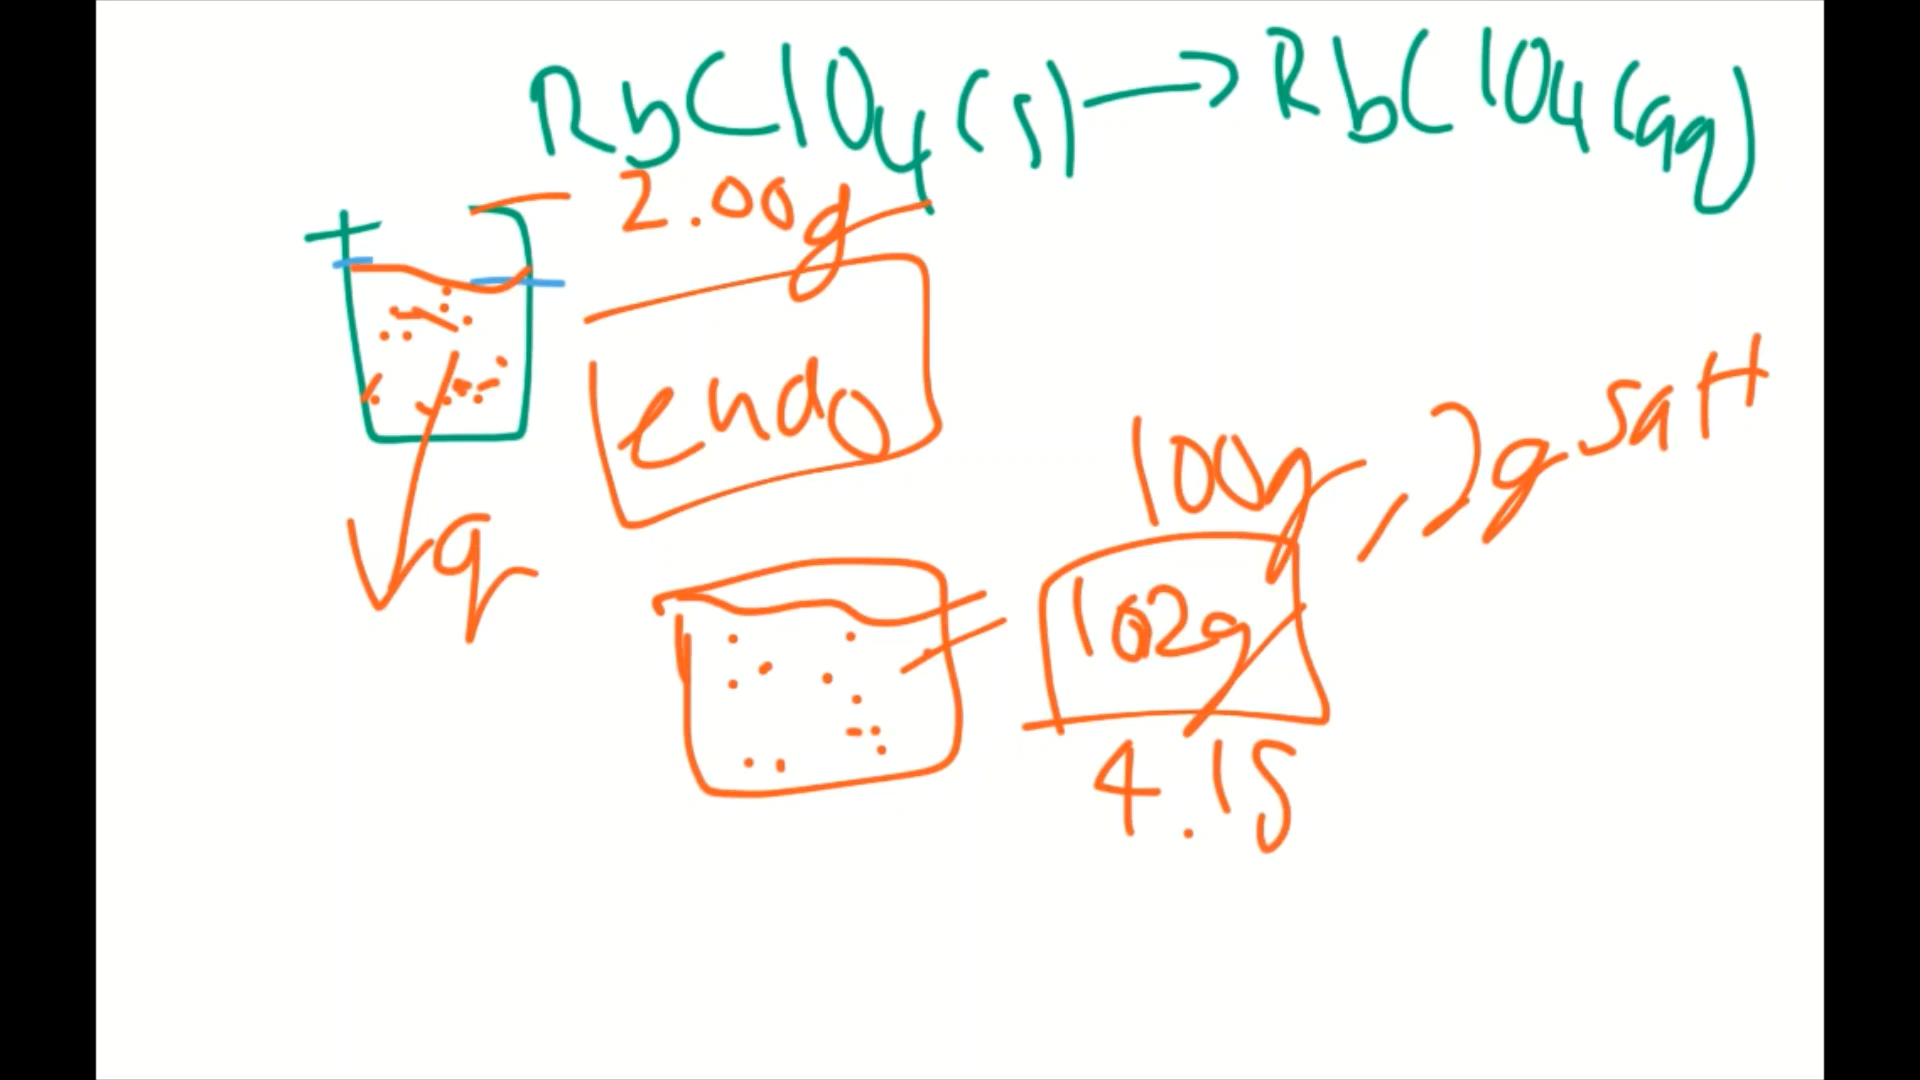 RbClO4(s) → RbClO4(aq)
2.00g
endo
100g, 2g salt
q
102g
4.18